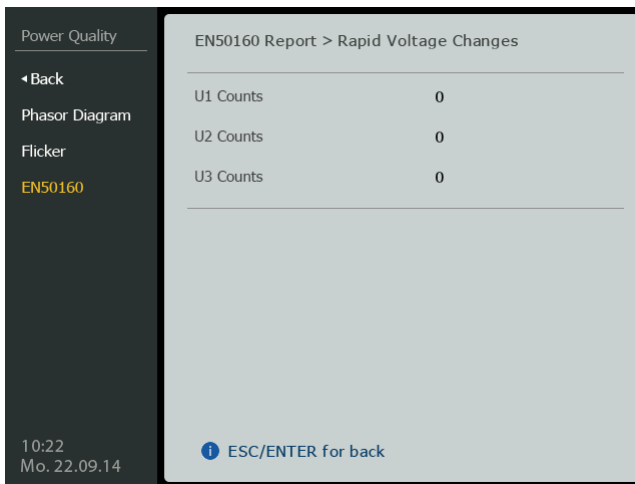 Power Quality
◂Back
Phasor Diagram
Flicker
EN50160
10:22
Mo. 22.09.14
EN50160 Report > Rapid Voltage Changes
U1 Counts 0
U2 Counts 0
U3 Counts 0
ESC/ENTER for back